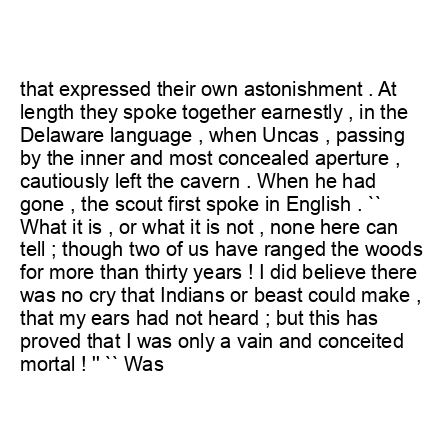 that expressed their own astonishment . At
length they spoke together earnestly , in the
Delaware language , when Uncas , passing
by the inner and most concealed aperture ,
cautiously left the cavern . When he had
gone , the scout first spoke in English . ``
What it is , or what it is not , none here can
tell ; though two of us have ranged the woods
for more than thirty years ! I did believe there
was no cry that Indians or beast could make ,
that my ears had not heard ; but this has
proved that I was only a vain and conceited
mortal ! '' `` Was